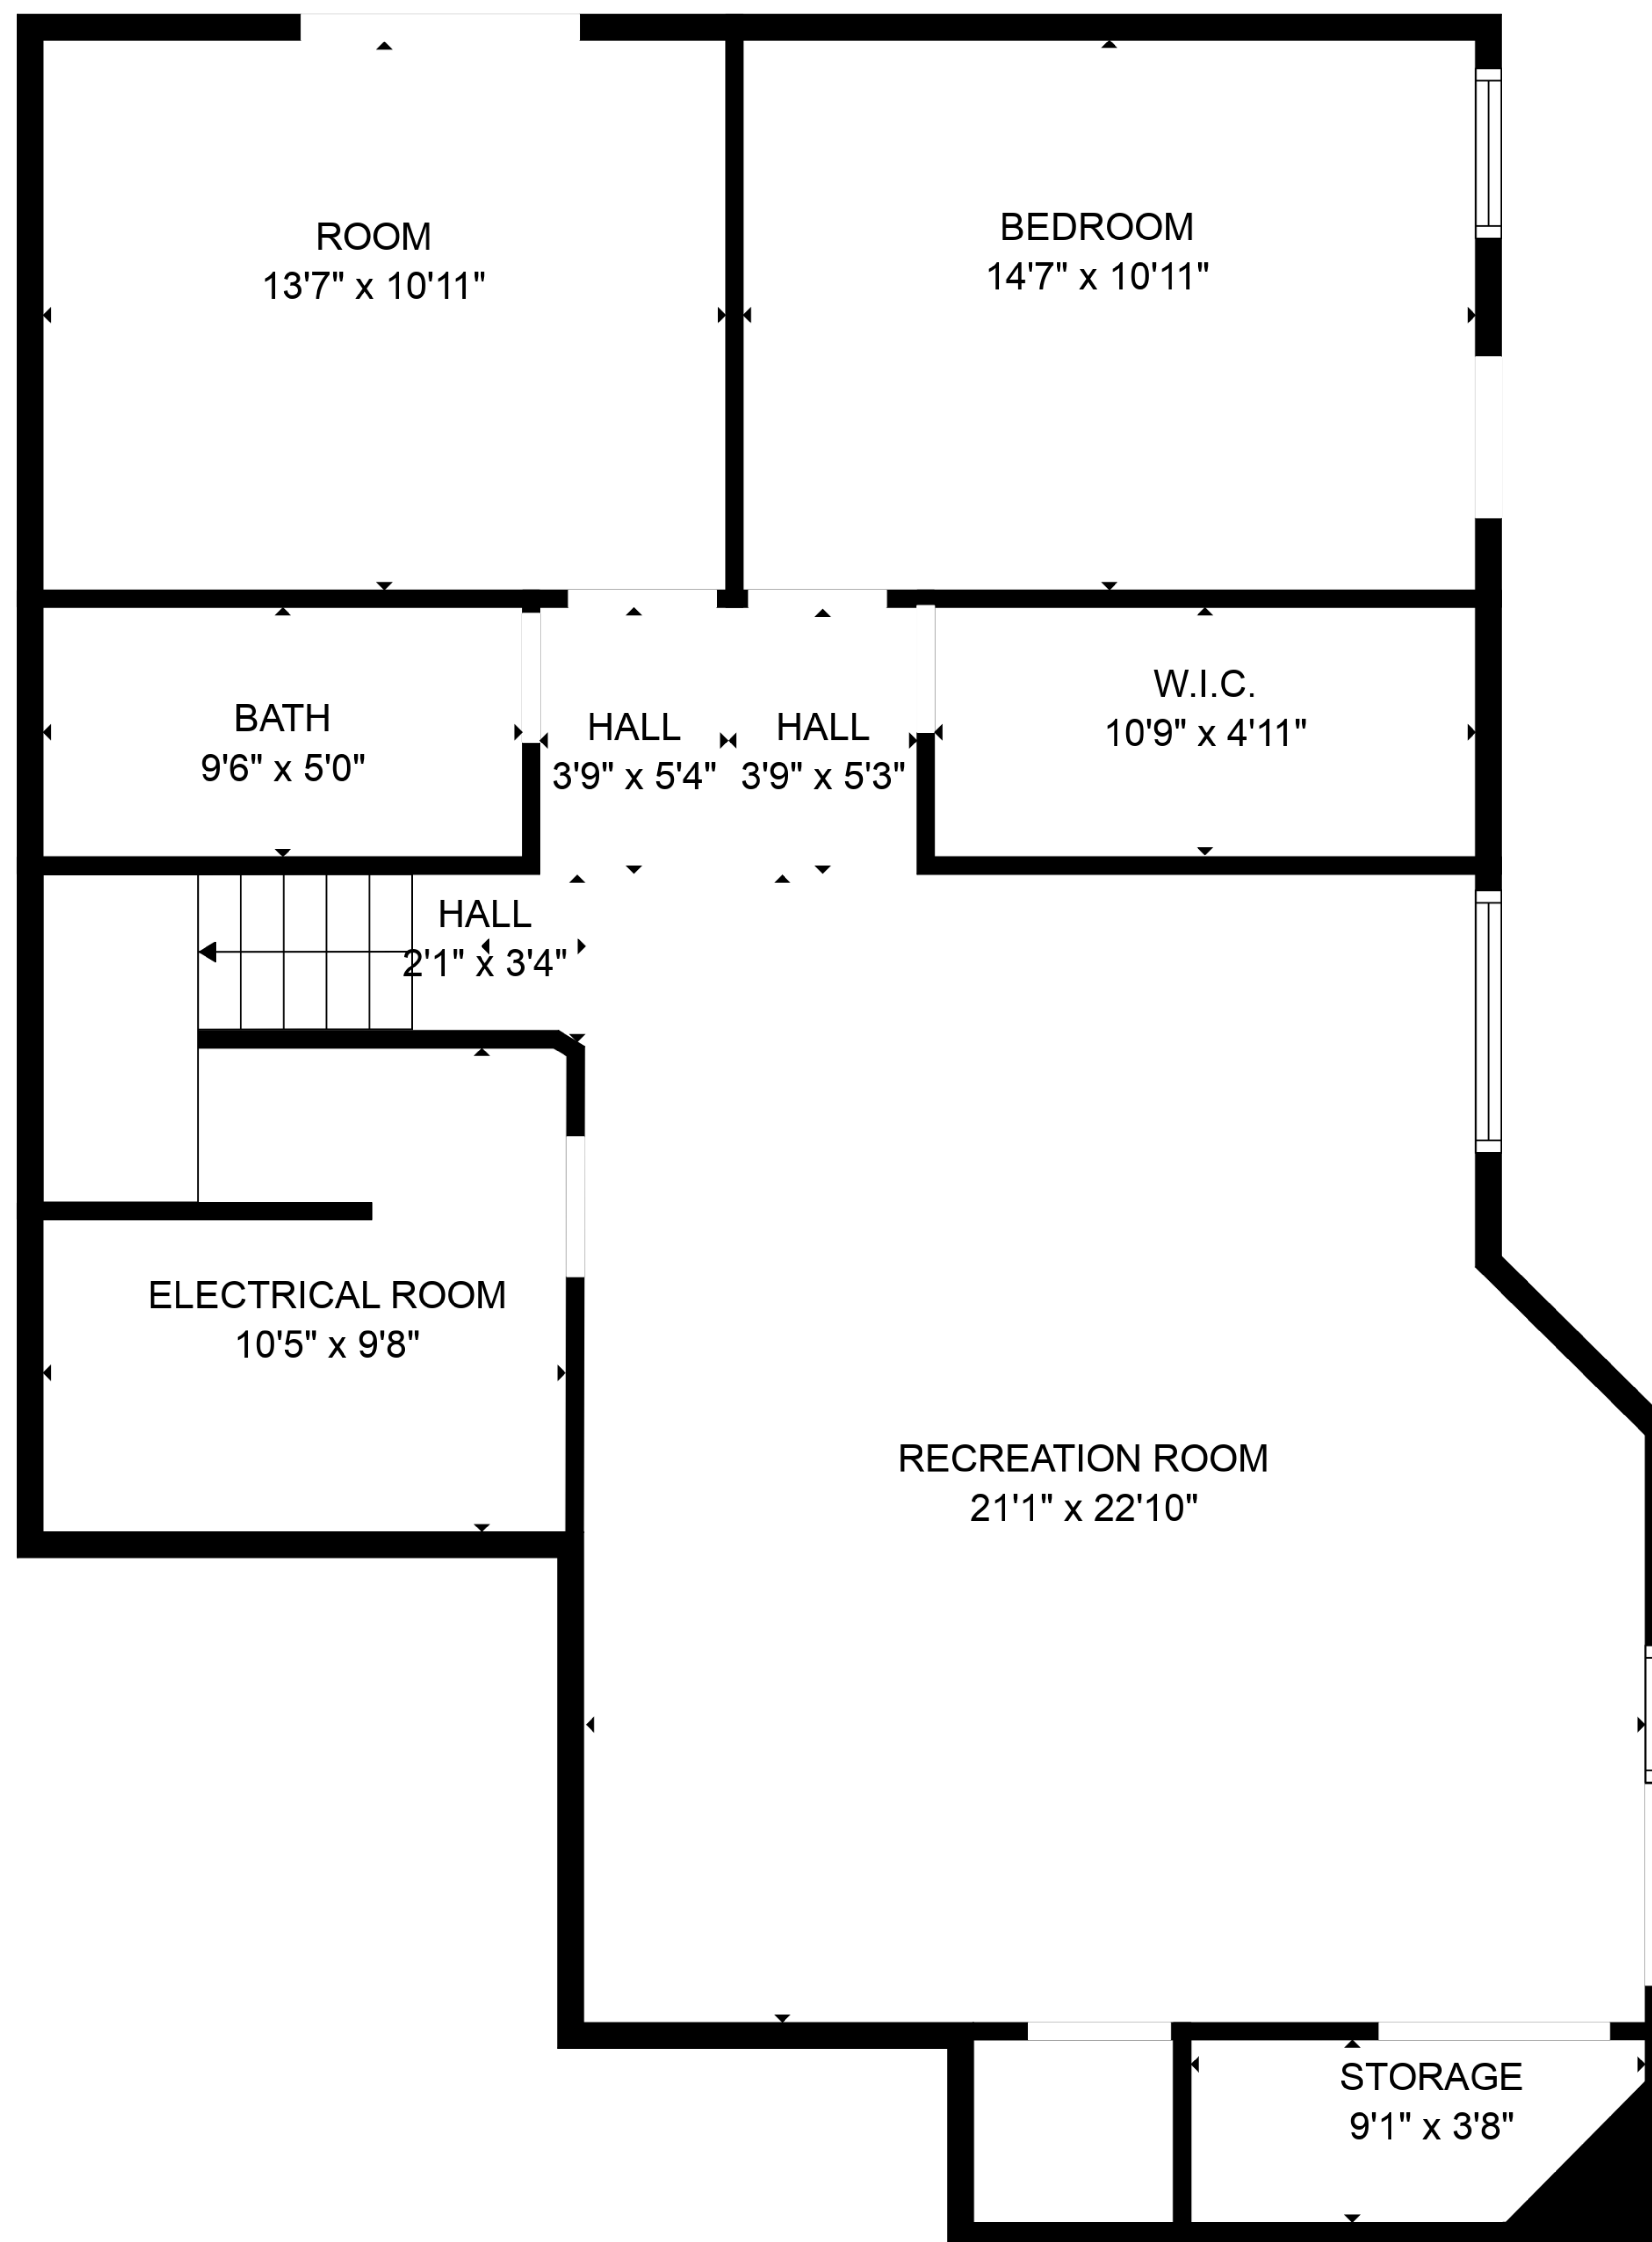 ROOM
13'7" x 10'11"
BEDROOM
14'7" x 10'11"
BATH
9'6" x 5'0"
HALL
3'9" x 5'4"
HALL
3'9" x 5'3"
W.I.C.
10'9" x 4'11"
HALL
2'1" x 3'4"
ELECTRICAL ROOM
10'5" x 9'8"
RECREATION ROOM
21'1" x 22'10"
STORAGE
9'1" x 3'8"